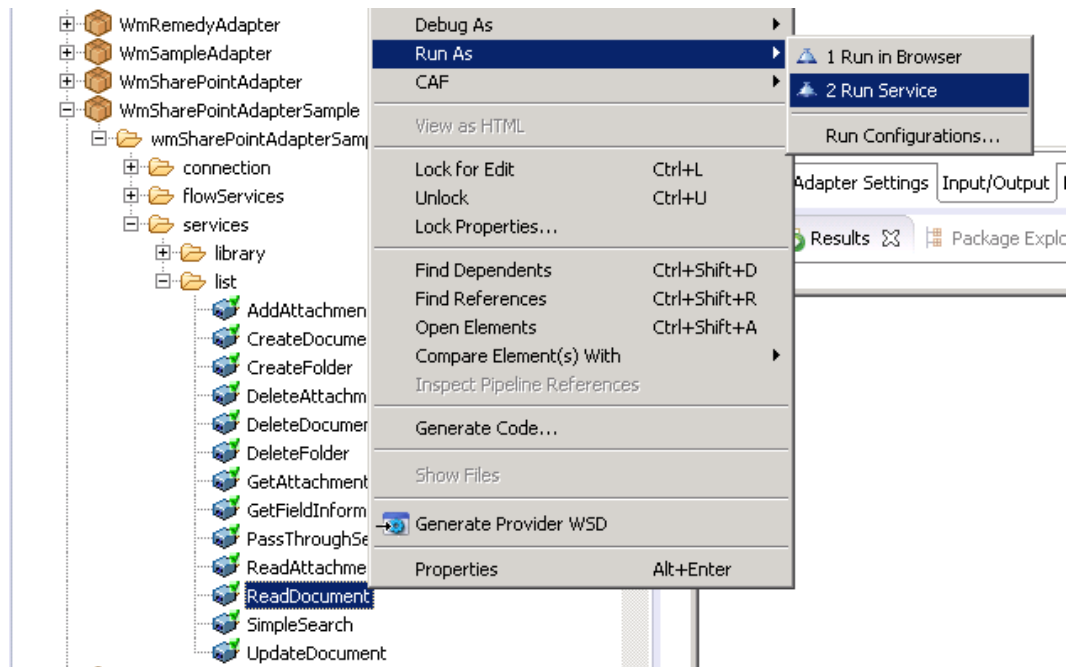 WmRemedyAdapter
WmSampleAdapter
WmSharePointAdapter
WmSharePointAdapterSample
wmSharePointAdapterSam
connection
flowServices
services
library
list
AddAttachmen
CreateDocume
CreateFolder
DeleteAttachm
DeleteDocumen
DeleteFolder
GetAttachment
GetFieldInform
PassThroughSe
ReadAttachme
ReadDocument
SimpleSearch
UpdateDocument
Debug As
Run As
CAF
View as HTML
Lock for Edit Ctrl+L
Unlock Ctrl+U
Lock Properties...
Find Dependents Ctrl+Shift+D
Find References Ctrl+Shift+R
Open Elements Ctrl+Shift+A
Compare Element(s) With
Inspect Pipeline References
Generate Code...
Show Files
Generate Provider WSD
Properties Alt+Enter
1 Run in Browser
2 Run Service
Run Configurations...
Adapter Settings Input/Output
Results Package Explo